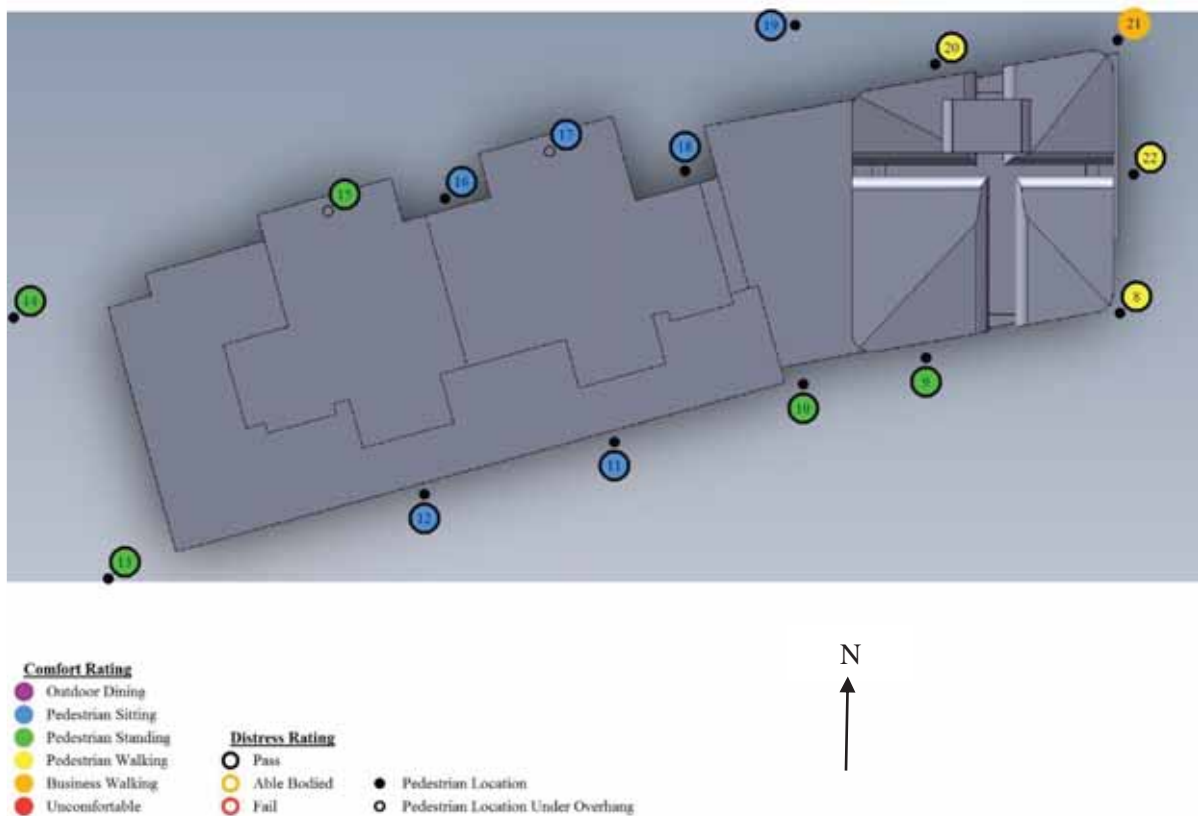 19
21
20
17
18
22
16
15
14
8
9
10
11
12
13
N
Comfort Rating
Outdoor Dining
Pedestrian Sitting
Pedestrian Standing
Pedestrian Walking
Business Walking
Uncomfortable
Distress Rating
Pass
Able Bodied
Fail
Pedestrian Location
Pedestrian Location Under Overhang